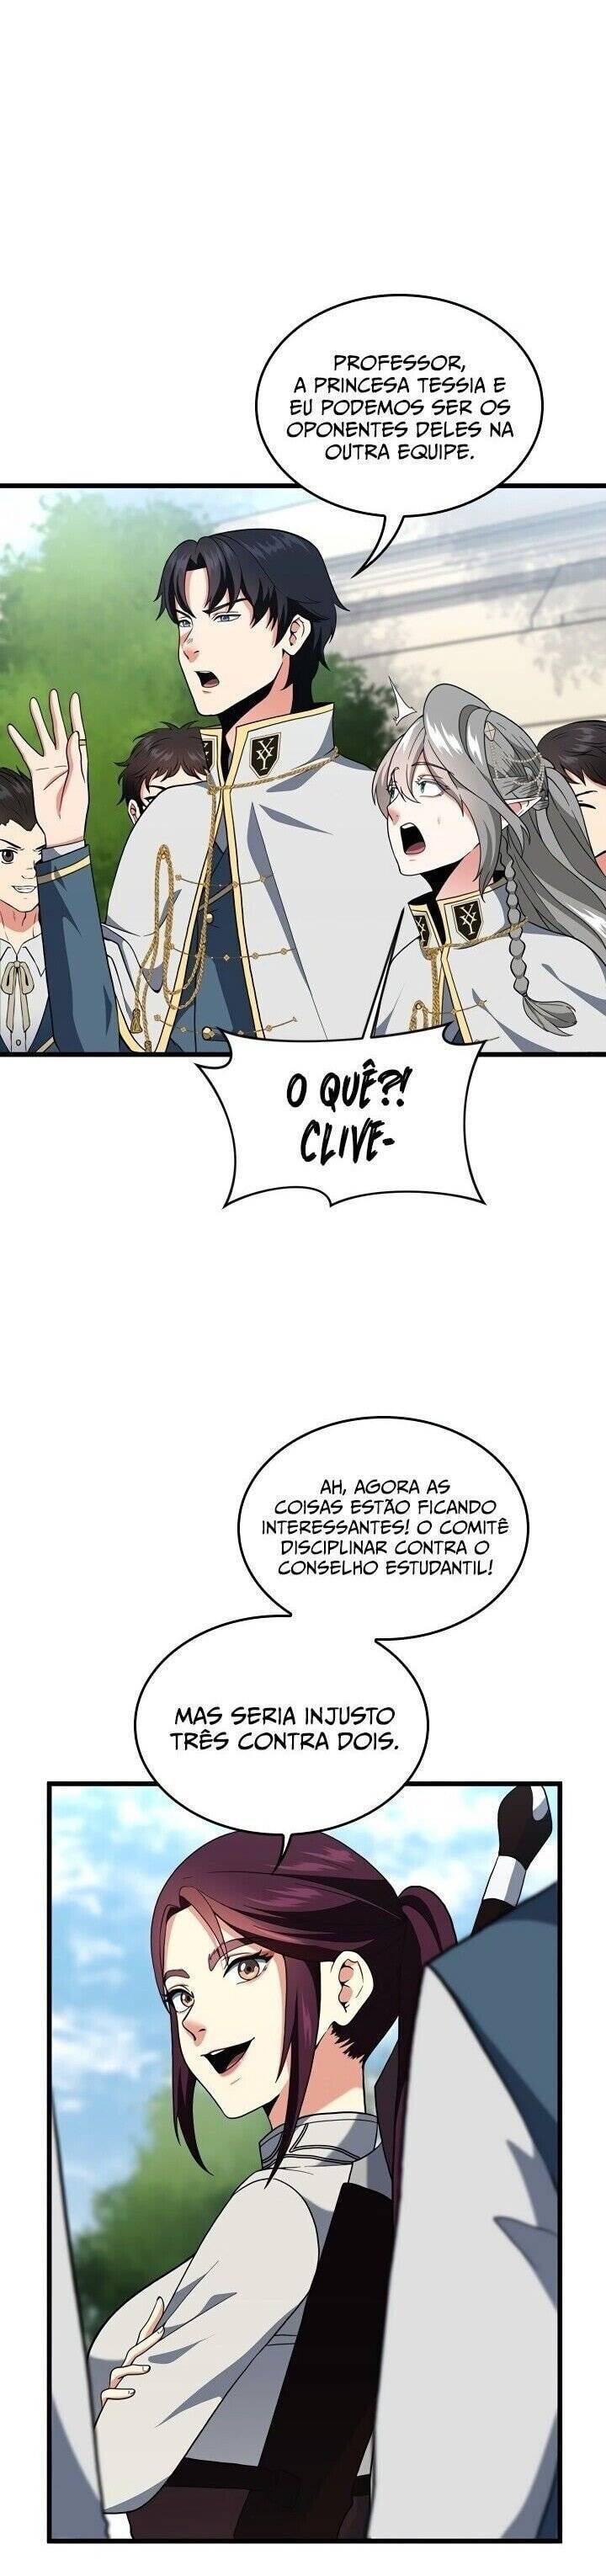 PROFESSOR,
A PRINCESA TESSIA E
EU PODEMOS SER OS
OPONENTES DELES NA
OUTRA EQUIPE.
O QUÊ?!
CLIVE-
AH, AGORA AS
COISAS ESTÃO FICANDO
INTERESSANTES! O COMITÊ
DISCIPLINAR CONTRA O
CONSELHO ESTUDANTIL!
MAS SERIA INJUSTO
TRÊS CONTRA DOIS.